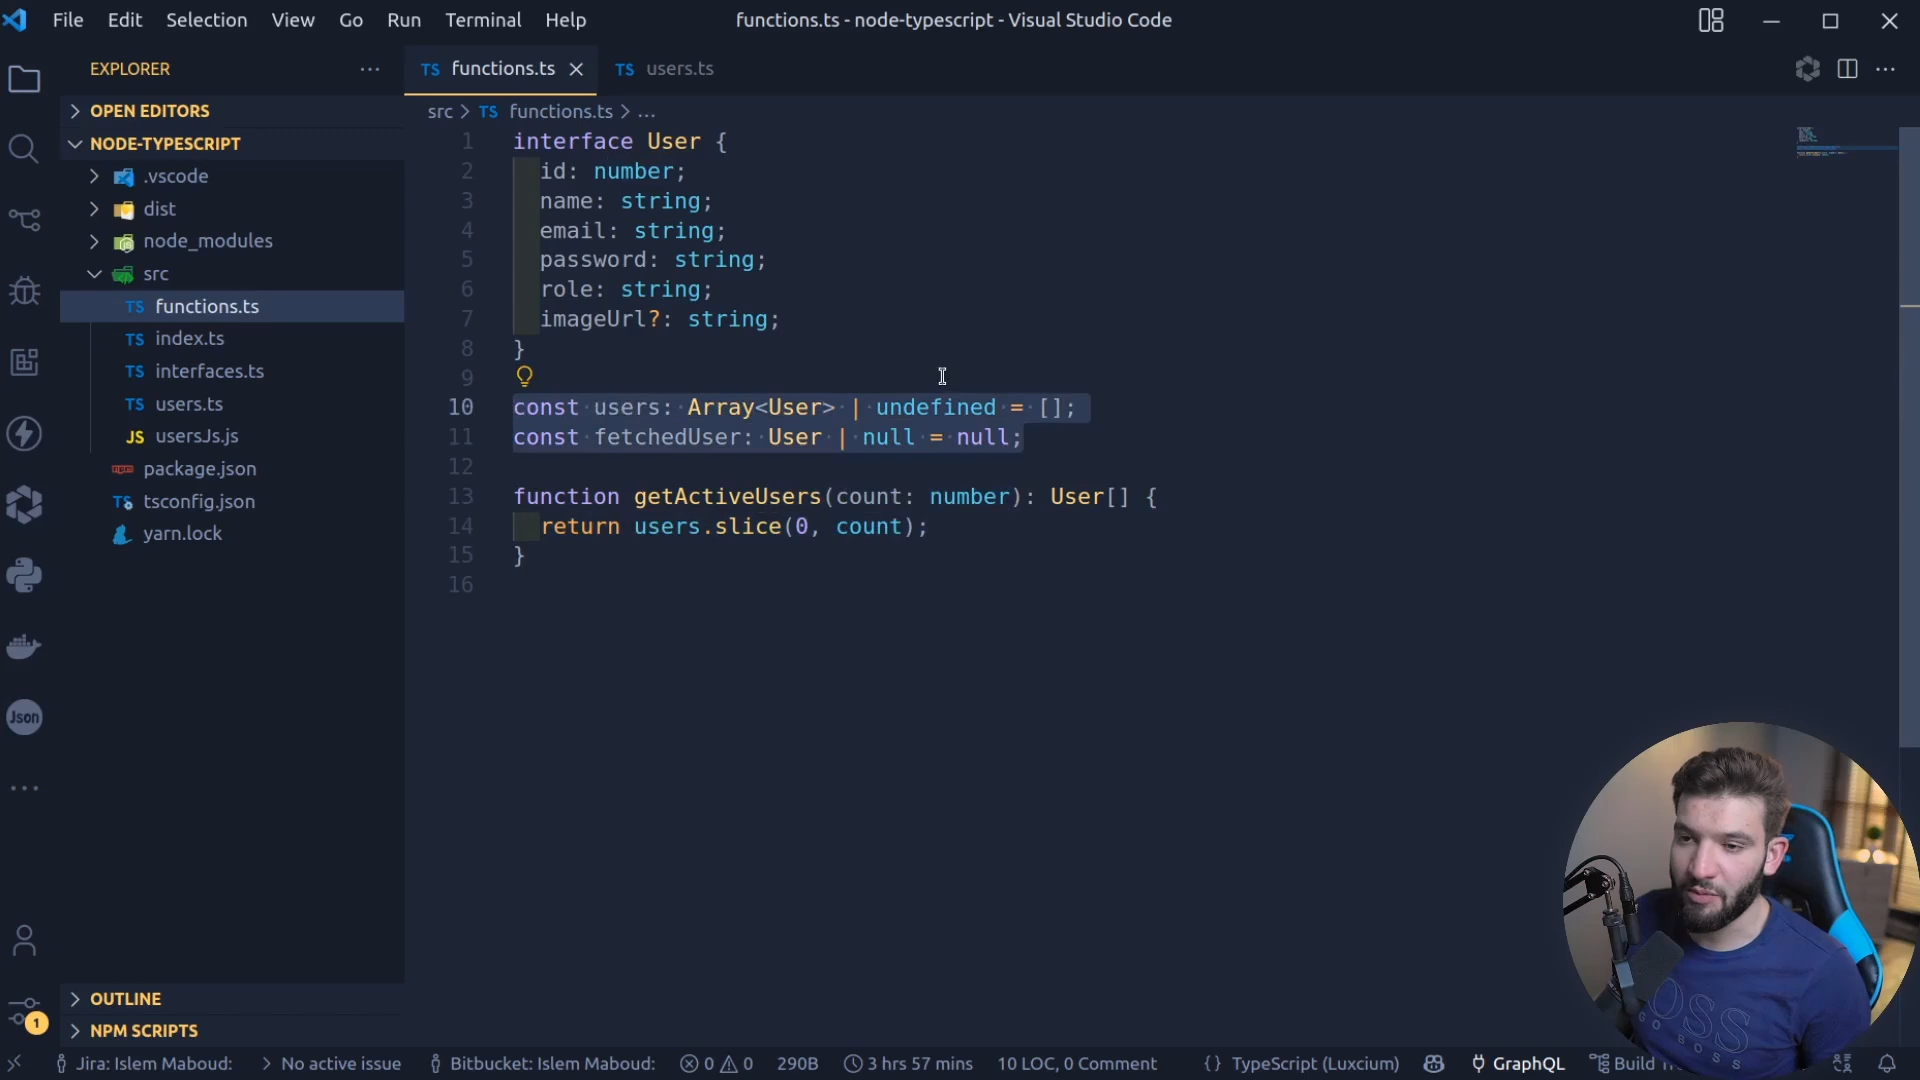 File Edit Selection View Go Run Terminal Help
functions.ts - node-typescript - Visual Studio Code
EXPLORER
TS functions.ts
TS users.ts
OPEN EDITORS
NODE-TYPESCRIPT
.vscode
dist
node_modules
src
TS functions.ts
TS index.ts
TS interfaces.ts
TS users.ts
JS usersJs.js
package.json
TS tsconfig.json
yarn.lock
Json
OUTLINE
NPM SCRIPTS
1
src > TS functions.ts > ...
1 interface User {
2 id: number;
3 name: string;
4 email: string;
5 password: string;
6 role: string;
7 imageUrl?: string;
8 }
9
10 const users: Array<User> | undefined = [];
11 const fetchedUser: User | null = null;
12
13 function getActiveUsers(count: number): User[] {
14 return users.slice(0, count);
15 }
16
BOSS
Jira: Islem Maboud: No active issue Bitbucket: Islem Maboud: 0 0 290B 3 hrs 57 mins 10 LOC, 0 Comment {} TypeScript (Luxcium) GraphQL Build